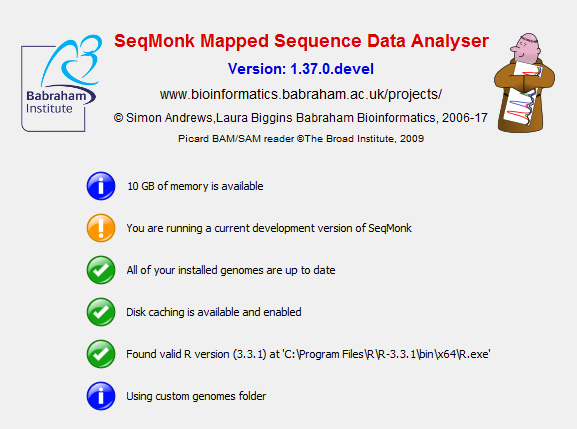 SeqMonk Mapped Sequence Data Analyser
Version: 1.37.0.devel
www.bioinformatics.babraham.ac.uk/projects/
© Simon Andrews,Laura Biggins Babraham Bioinformatics, 2006-17
Picard BAM/SAM reader ©The Broad Institute, 2009
Babraham
Institute
10 GB of memory is available
You are running a current development version of SeqMonk
All of your installed genomes are up to date
Disk caching is available and enabled
Found valid R version (3.3.1) at 'C:\Program Files\R\R-3.3.1\bin\x64\R.exe'
Using custom genomes folder